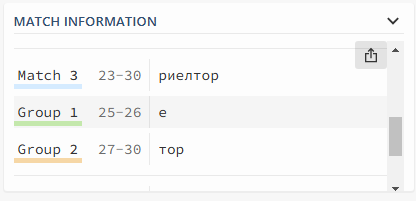 MATCH INFORMATION
Match 3 23-30 риелтор
Group 1 25-26 е
Group 2 27-30 тор